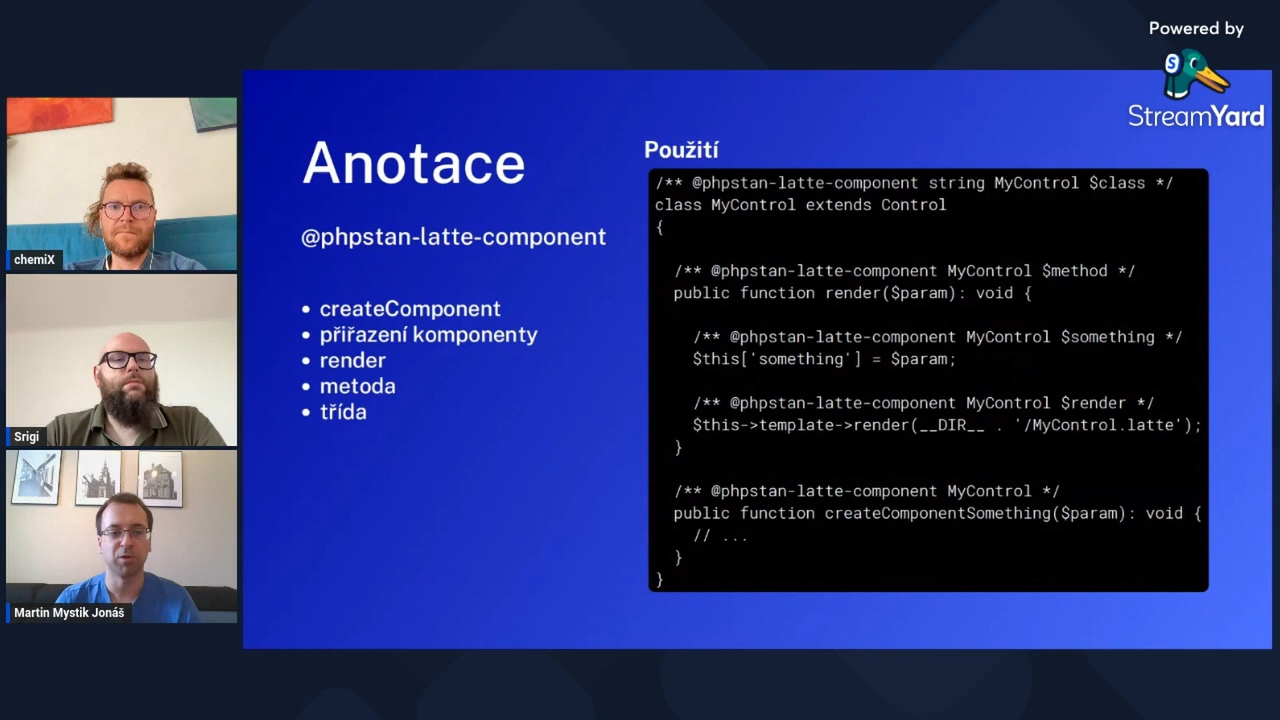 Powered by
StreamYard
chemiX
Srigi
Martin Mystik Jonáš
Anotace
@phpstan-latte-component
• createComponent
• přiřazení komponenty
• render
• metoda
• třída
Použití
/** @phpstan-latte-component string MyControl $class */
class MyControl extends Control
{
/** @phpstan-latte-component MyControl $method */
public function render($param): void {
/** @phpstan-latte-component MyControl $something */
$this['something'] = $param;
/** @phpstan-latte-component MyControl $render */
$this->template->render(__DIR__ . '/MyControl.latte');
}
/** @phpstan-latte-component MyControl */
public function createComponentSomething($param): void {
// ...
}
}